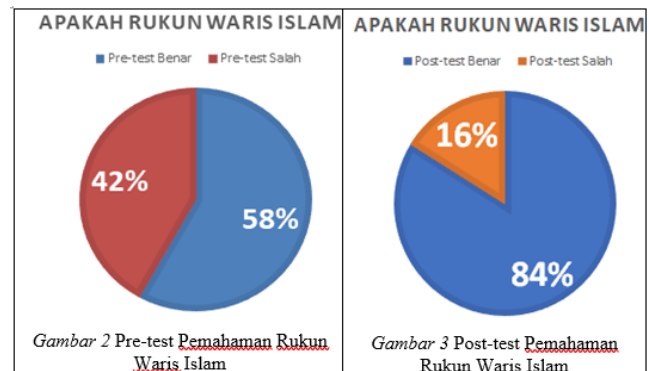 APAKAH RUKUN WARIS ISLAM
Pre-test Benar Pre-test Salah
42%
58%
Gambar 2 Pre-test Pemahaman Rukun
Waris Islam
APAKAH RUKUN WARIS ISLAM
Post-test Benar Post-test Salah
16%
84%
Gambar 3 Post-test Pemahaman
Rukun Waris Islam